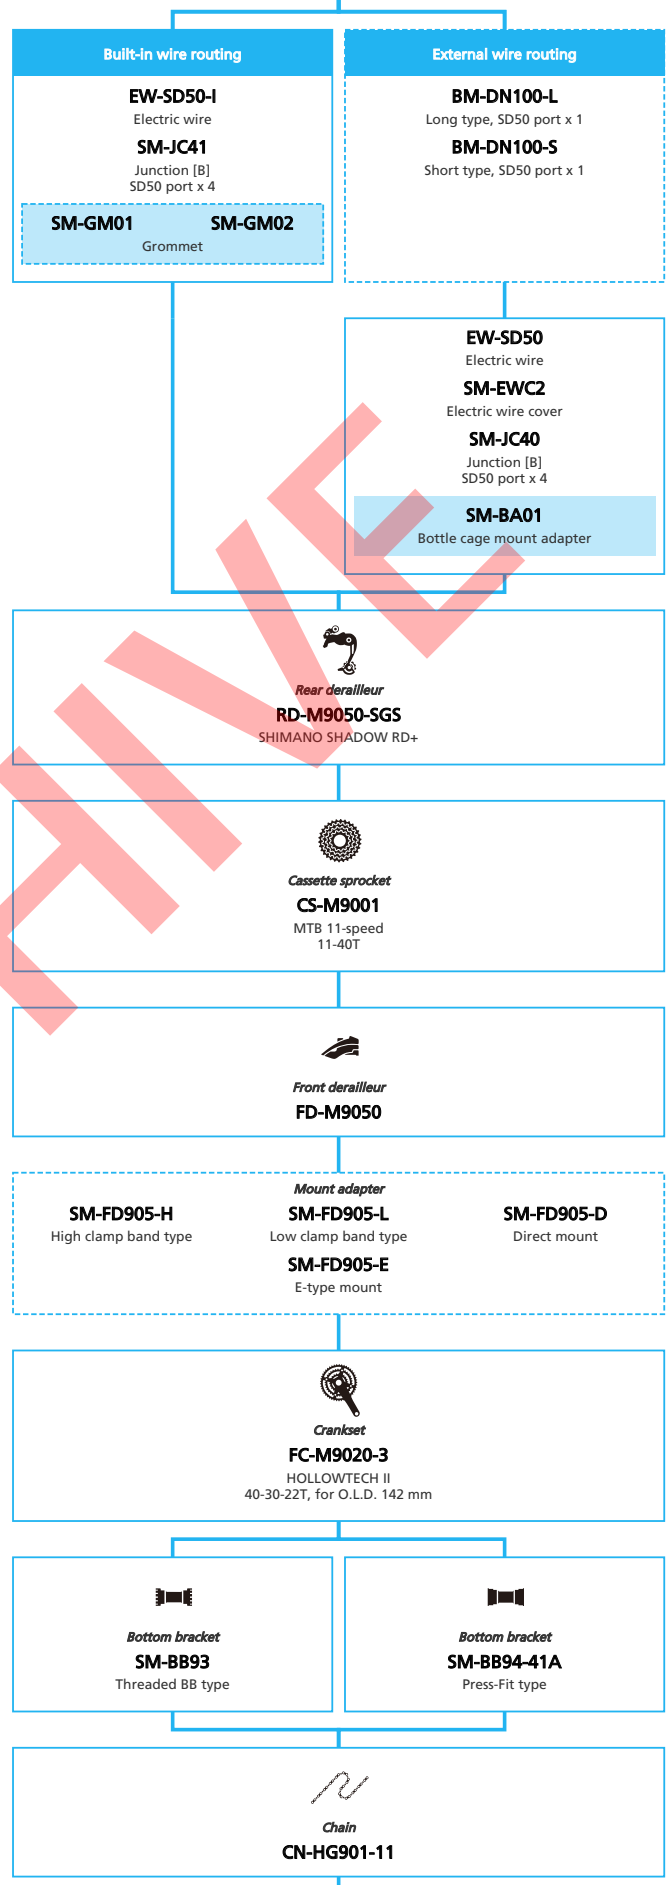 Built-in wire routing
EW-SD50-I
Electric wire
SM-JC41
Junction [B]
SD50 port x 4
SM-GM01 SM-GM02
Grommet
External wire routing
BM-DN100-L
Long type, SD50 port x 1
BM-DN100-S
Short type, SD50 port x 1
EW-SD50
Electric wire
SM-EWC2
Electric wire cover
SM-JC40
Junction [B]
SD50 port x 4
SM-BA01
Bottle cage mount adapter
Rear derailleur
RD-M9050-SGS
SHIMANO SHADOW RD+
Cassette sprocket
CS-M9001
MTB 11-speed
11-40T
Front derailleur
FD-M9050
Mount adapter
SM-FD905-H
High clamp band type
SM-FD905-L
Low clamp band type
SM-FD905-D
Direct mount
SM-FD905-E
E-type mount
Crankset
FC-M9020-3
HOLLOWTECH II
40-30-22T, for O.L.D. 142 mm
Bottom bracket
SM-BB93
Threaded BB type
Bottom bracket
SM-BB94-41A
Press-Fit type
Chain
CN-HG901-11
HIVE